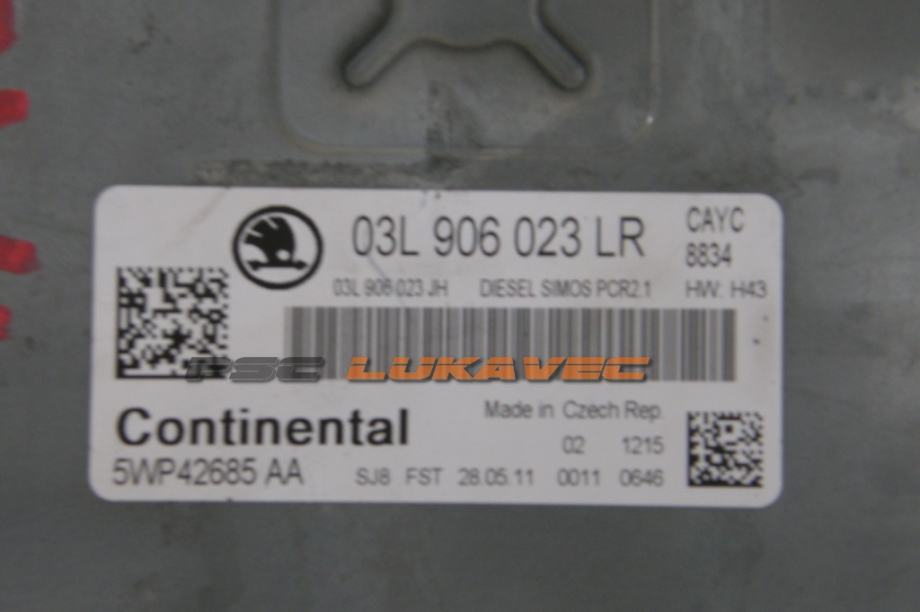 03L 906 023 LR CAYC
8834
03L 906 023 JH DIESEL SIMOS PCR2.1 HW: H43
PSC LUKAVEC
Continental Made in Czech Rep.
02 1215
5WP42685 AA SJ8 FST 28.05.11 0011 0646